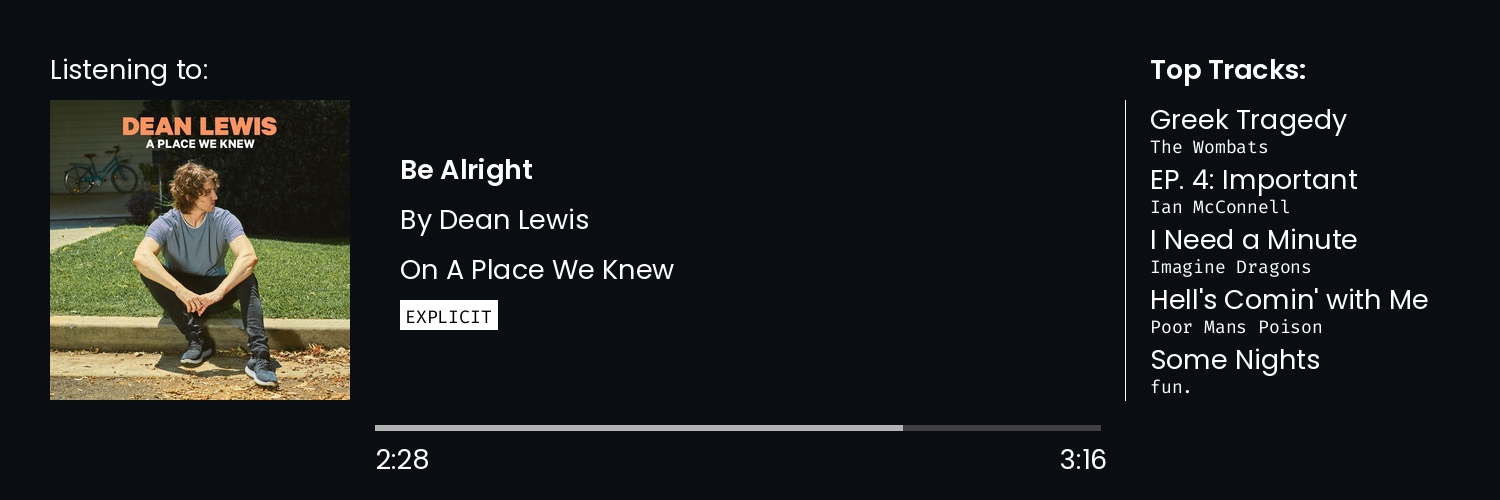 Listening to:
DEAN LEWIS
A PLACE WE KNEW
Be Alright
By Dean Lewis
On A Place We Knew
EXPLICIT
2:28
3:16
Top Tracks:
Greek Tragedy
The Wombats
EP. 4: Important
Ian McConnell
I Need a Minute
Imagine Dragons
Hell's Comin' with Me
Poor Mans Poison
Some Nights
fun.